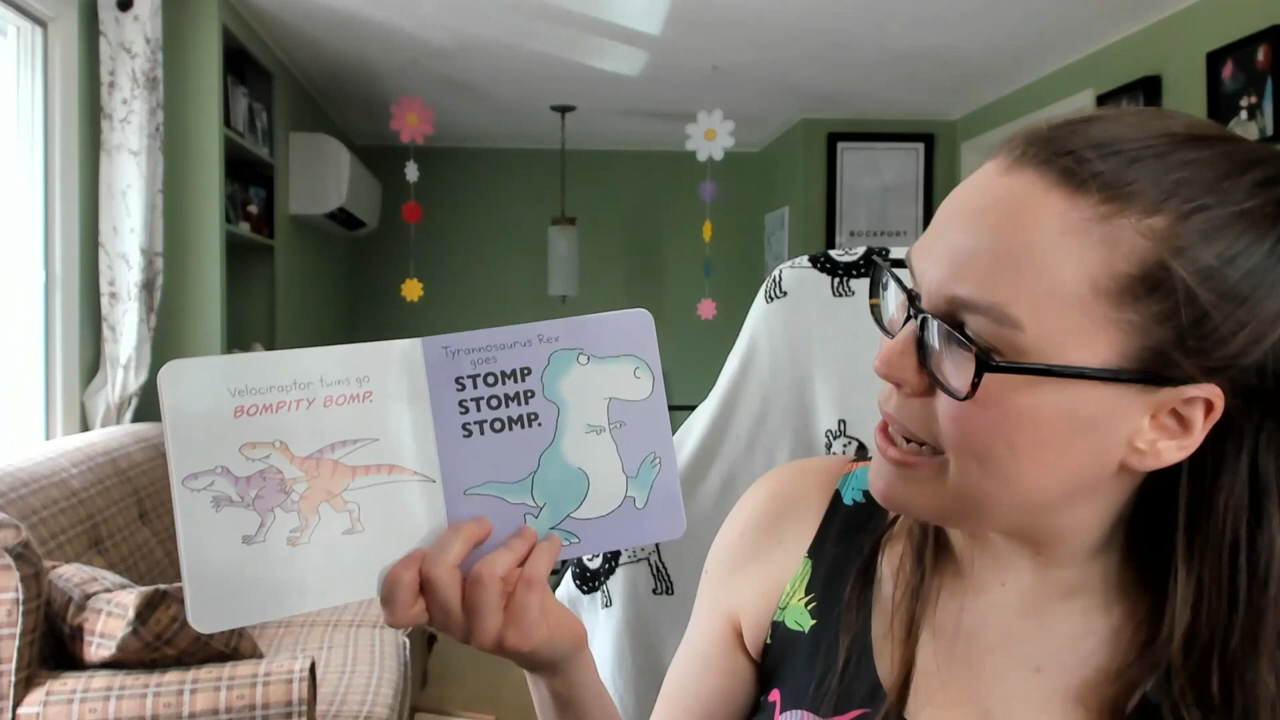 ROCKPORT
Velociraptor twins go
BOMPITY BOMP.
Tyrannosaurus Rex
goes
STOMP
STOMP
STOMP.